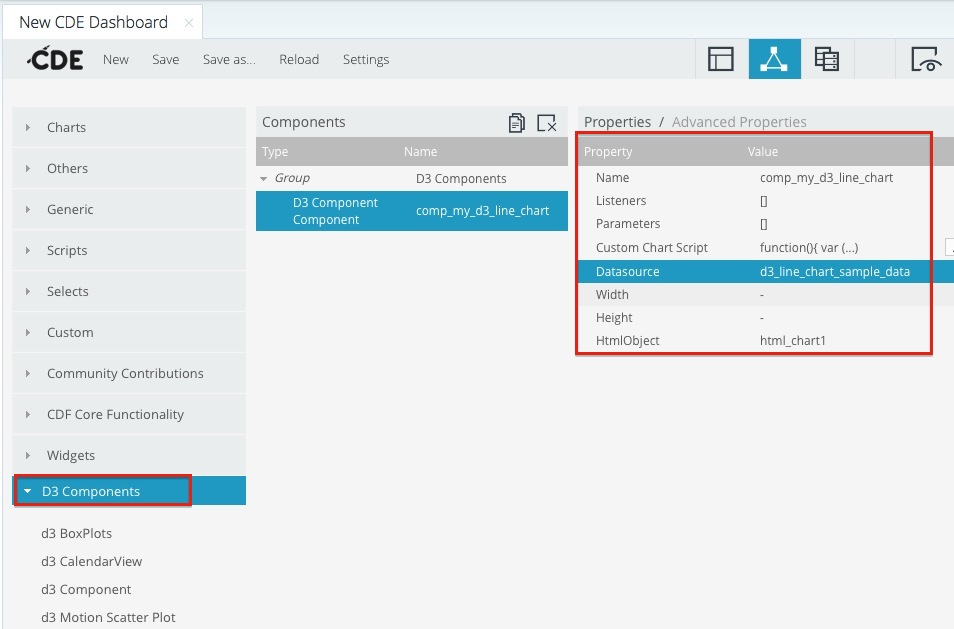 New CDE Dashboard ×
CDE New Save Save as... Reload Settings
Charts
Others
Generic
Scripts
Selects
Custom
Community Contributions
CDF Core Functionality
Widgets
D3 Components
d3 BoxPlots
d3 CalendarView
d3 Component
d3 Motion Scatter Plot
Components
Type Name
Group D3 Components
D3 Component
Component comp_my_d3_line_chart
Properties / Advanced Properties
Property Value
Name comp_my_d3_line_chart
Listeners []
Parameters []
Custom Chart Script function(){ var (...)
Datasource d3_line_chart_sample_data
Width -
Height -
HtmlObject html_chart1